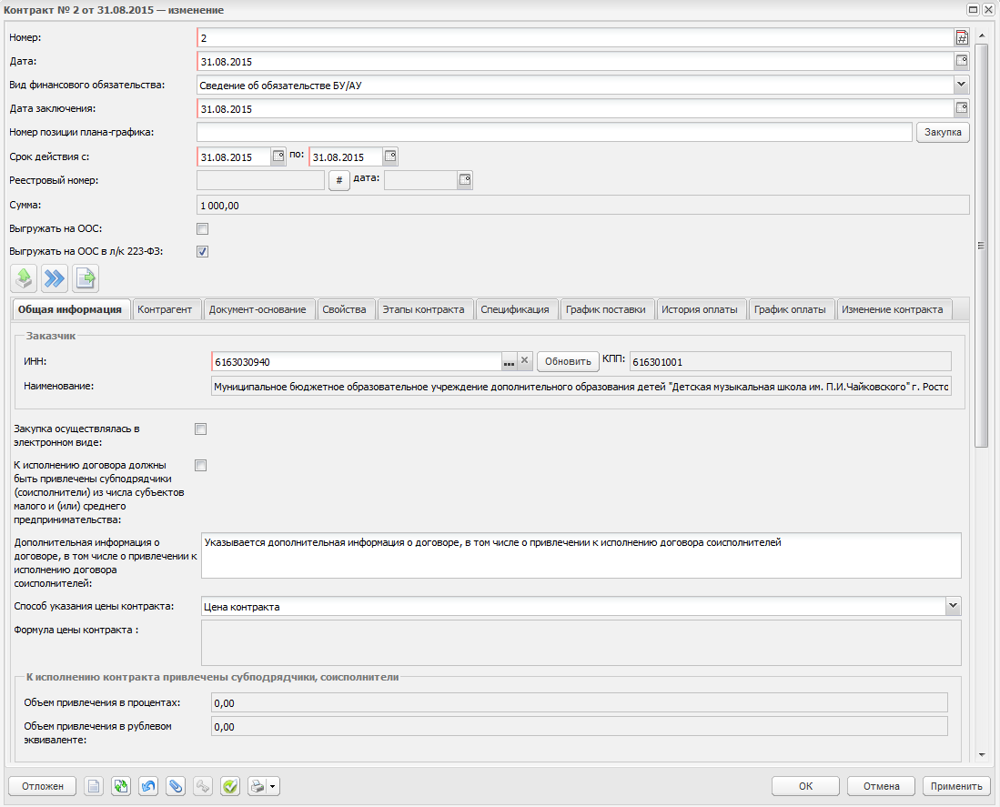 Контракт № 2 от 31.08.2015 — изменение
Номер: 2 #
Дата: 31.08.2015
Вид финансового обязательства: Сведение об обязательстве БУ/АУ
Дата заключения: 31.08.2015
Номер позиции плана-графика: Закупка
Срок действия с: 31.08.2015 по: 31.08.2015
Реестровый номер: # дата:
Сумма: 1 000,00
Выгружать на ООС:
Выгружать на ООС в л/к 223-ФЗ:
Общая информация Контрагент Документ-основание Свойства Этапы контракта Спецификация График поставки История оплаты График оплаты Изменение контракта
Заказчик
ИНН: 6163030940 ... Обновить КПП: 616301001
Наименование: Муниципальное бюджетное образовательное учреждение дополнительного образования детей "Детская музыкальная школа им. П.И.Чайковского" г. Росто
Закупка осуществлялась в
электронном виде:
К исполнению договора должны
быть привлечены субподрядчики
(соисполнители) из числа субъектов
малого и (или) среднего
предпринимательства:
Дополнительная информация о
договоре, в том числе о привлечении к
исполнению договора
соисполнителей:
Указывается дополнительная информация о договоре, в том числе о привлечении к исполнению договора соисполнителей
Способ указания цены контракта: Цена контракта
Формула цены контракта :
К исполнению контракта привлечены субподрядчики, соисполнители
Объем привлечения в процентах: 0,00
Объем привлечения в рублевом
эквиваленте:
0,00
Отложен ОК Отмена Применить